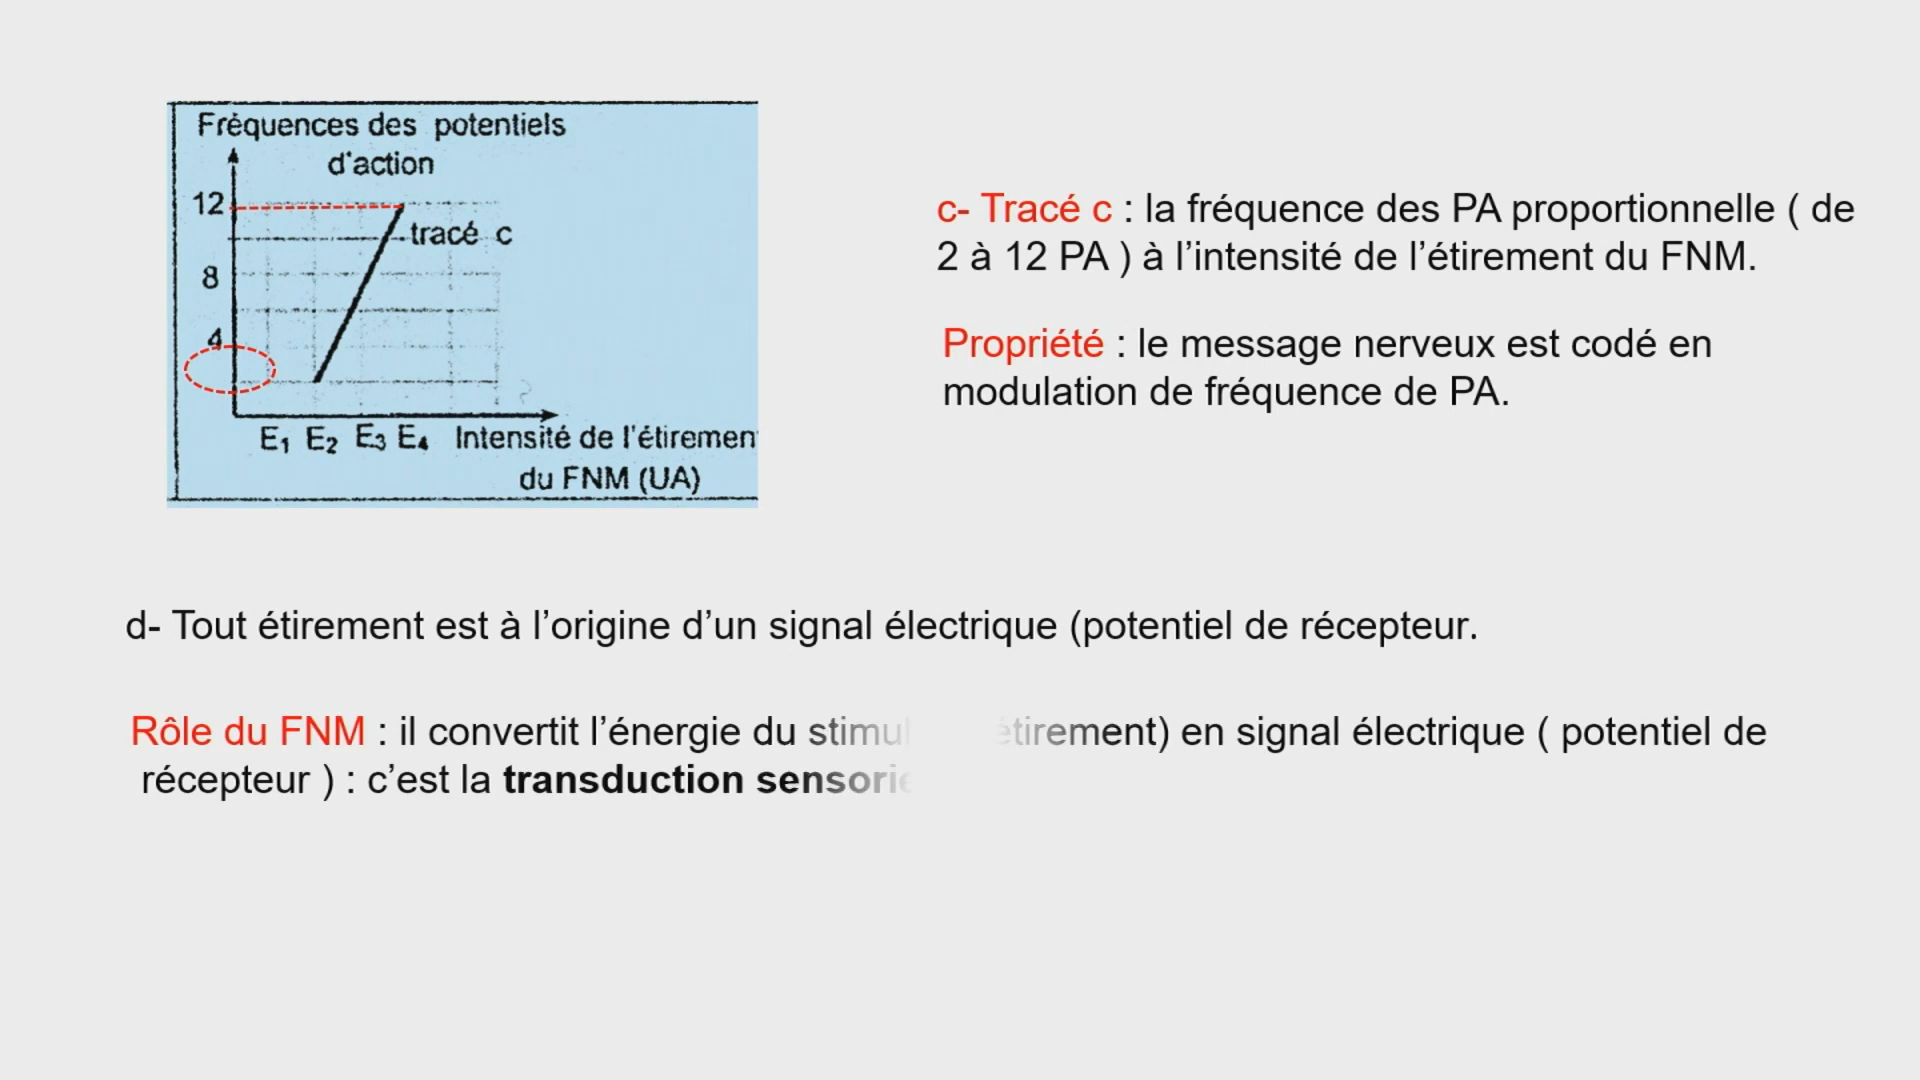 Fréquences des potentiels
d'action
12
tracé c
8
4
E1 E2 E3 E4 Intensité de l'étiremen
du FNM (UA)
c- Tracé c : la fréquence des PA proportionnelle ( de
2 à 12 PA ) à l’intensité de l’étirement du FNM.
Propriété : le message nerveux est codé en
modulation de fréquence de PA.
d- Tout étirement est à l’origine d’un signal électrique (potentiel de récepteur.
Rôle du FNM : il convertit l’énergie du stimul étirement) en signal électrique ( potentiel de
récepteur ) : c’est la transduction sensorie